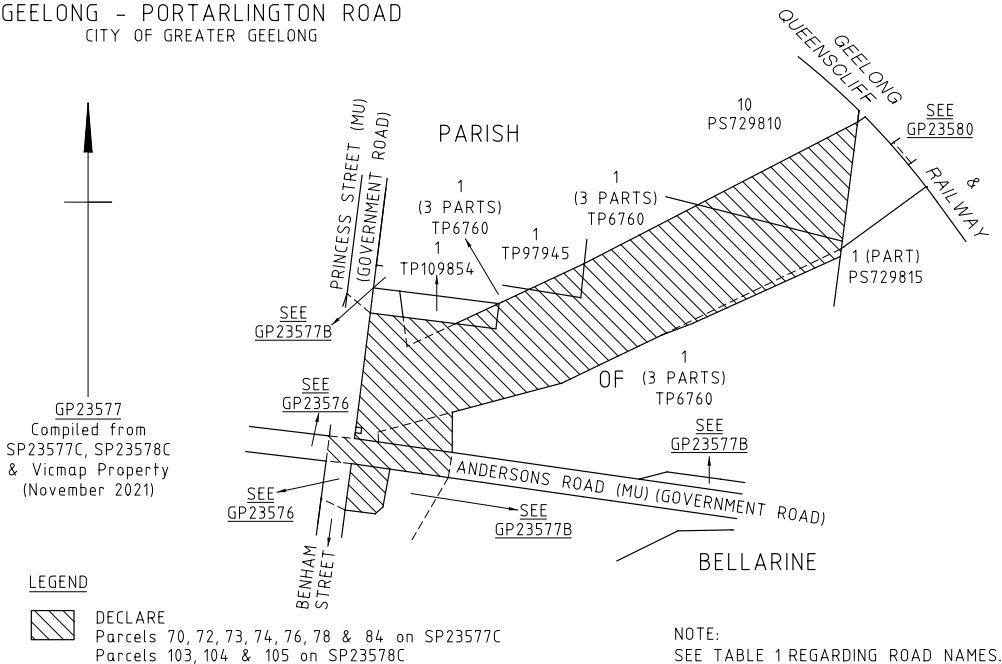 GEELONG - PORTARLINGTON ROAD
CITY OF GREATER GEELONG
GEELONG
QUEENSCLIFF
&
RAILWAY
SEE
GP23580
10
PS729810
PARISH
PRINCESS STREET (MU)
(GOVERNMENT ROAD)
1
(3 PARTS)
TP6760
1
(3 PARTS)
TP6760
1
TP97945
1
TP109854
1 (PART)
PS729815
SEE
GP23577B
1
(3 PARTS)
TP6760
OF
SEE
GP23576
SEE
GP23577B
GP23577
Compiled from
SP23577C, SP23578C
& Vicmap Property
(November 2021)
ANDERSONS ROAD (MU) (GOVERNMENT ROAD)
SEE
GP23576
SEE
GP23577B
BELLARINE
BENHAM
STREET
LEGEND
DECLARE
Parcels 70, 72, 73, 74, 76, 78 & 84 on SP23577C
Parcels 103, 104 & 105 on SP23578C
NOTE:
SEE TABLE 1 REGARDING ROAD NAMES.